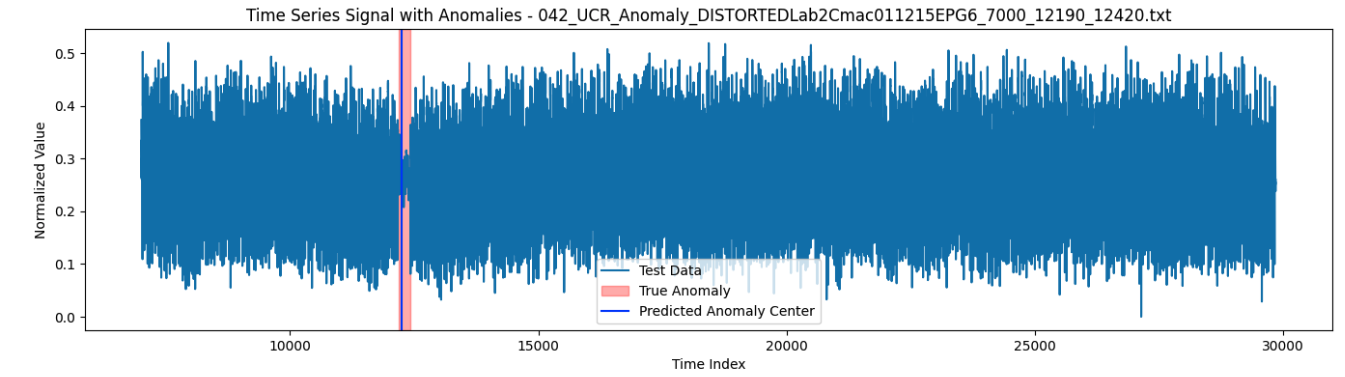 Time Series Signal with Anomalies - 042_UCR_Anomaly_DISTORTEDLab2Cmac011215EPG6_7000_12190_12420.txt
Normalized Value
0.5
0.4
0.3
0.2
0.1
0.0
Test Data
True Anomaly
Predicted Anomaly Center
10000 15000 20000 25000 30000
Time Index